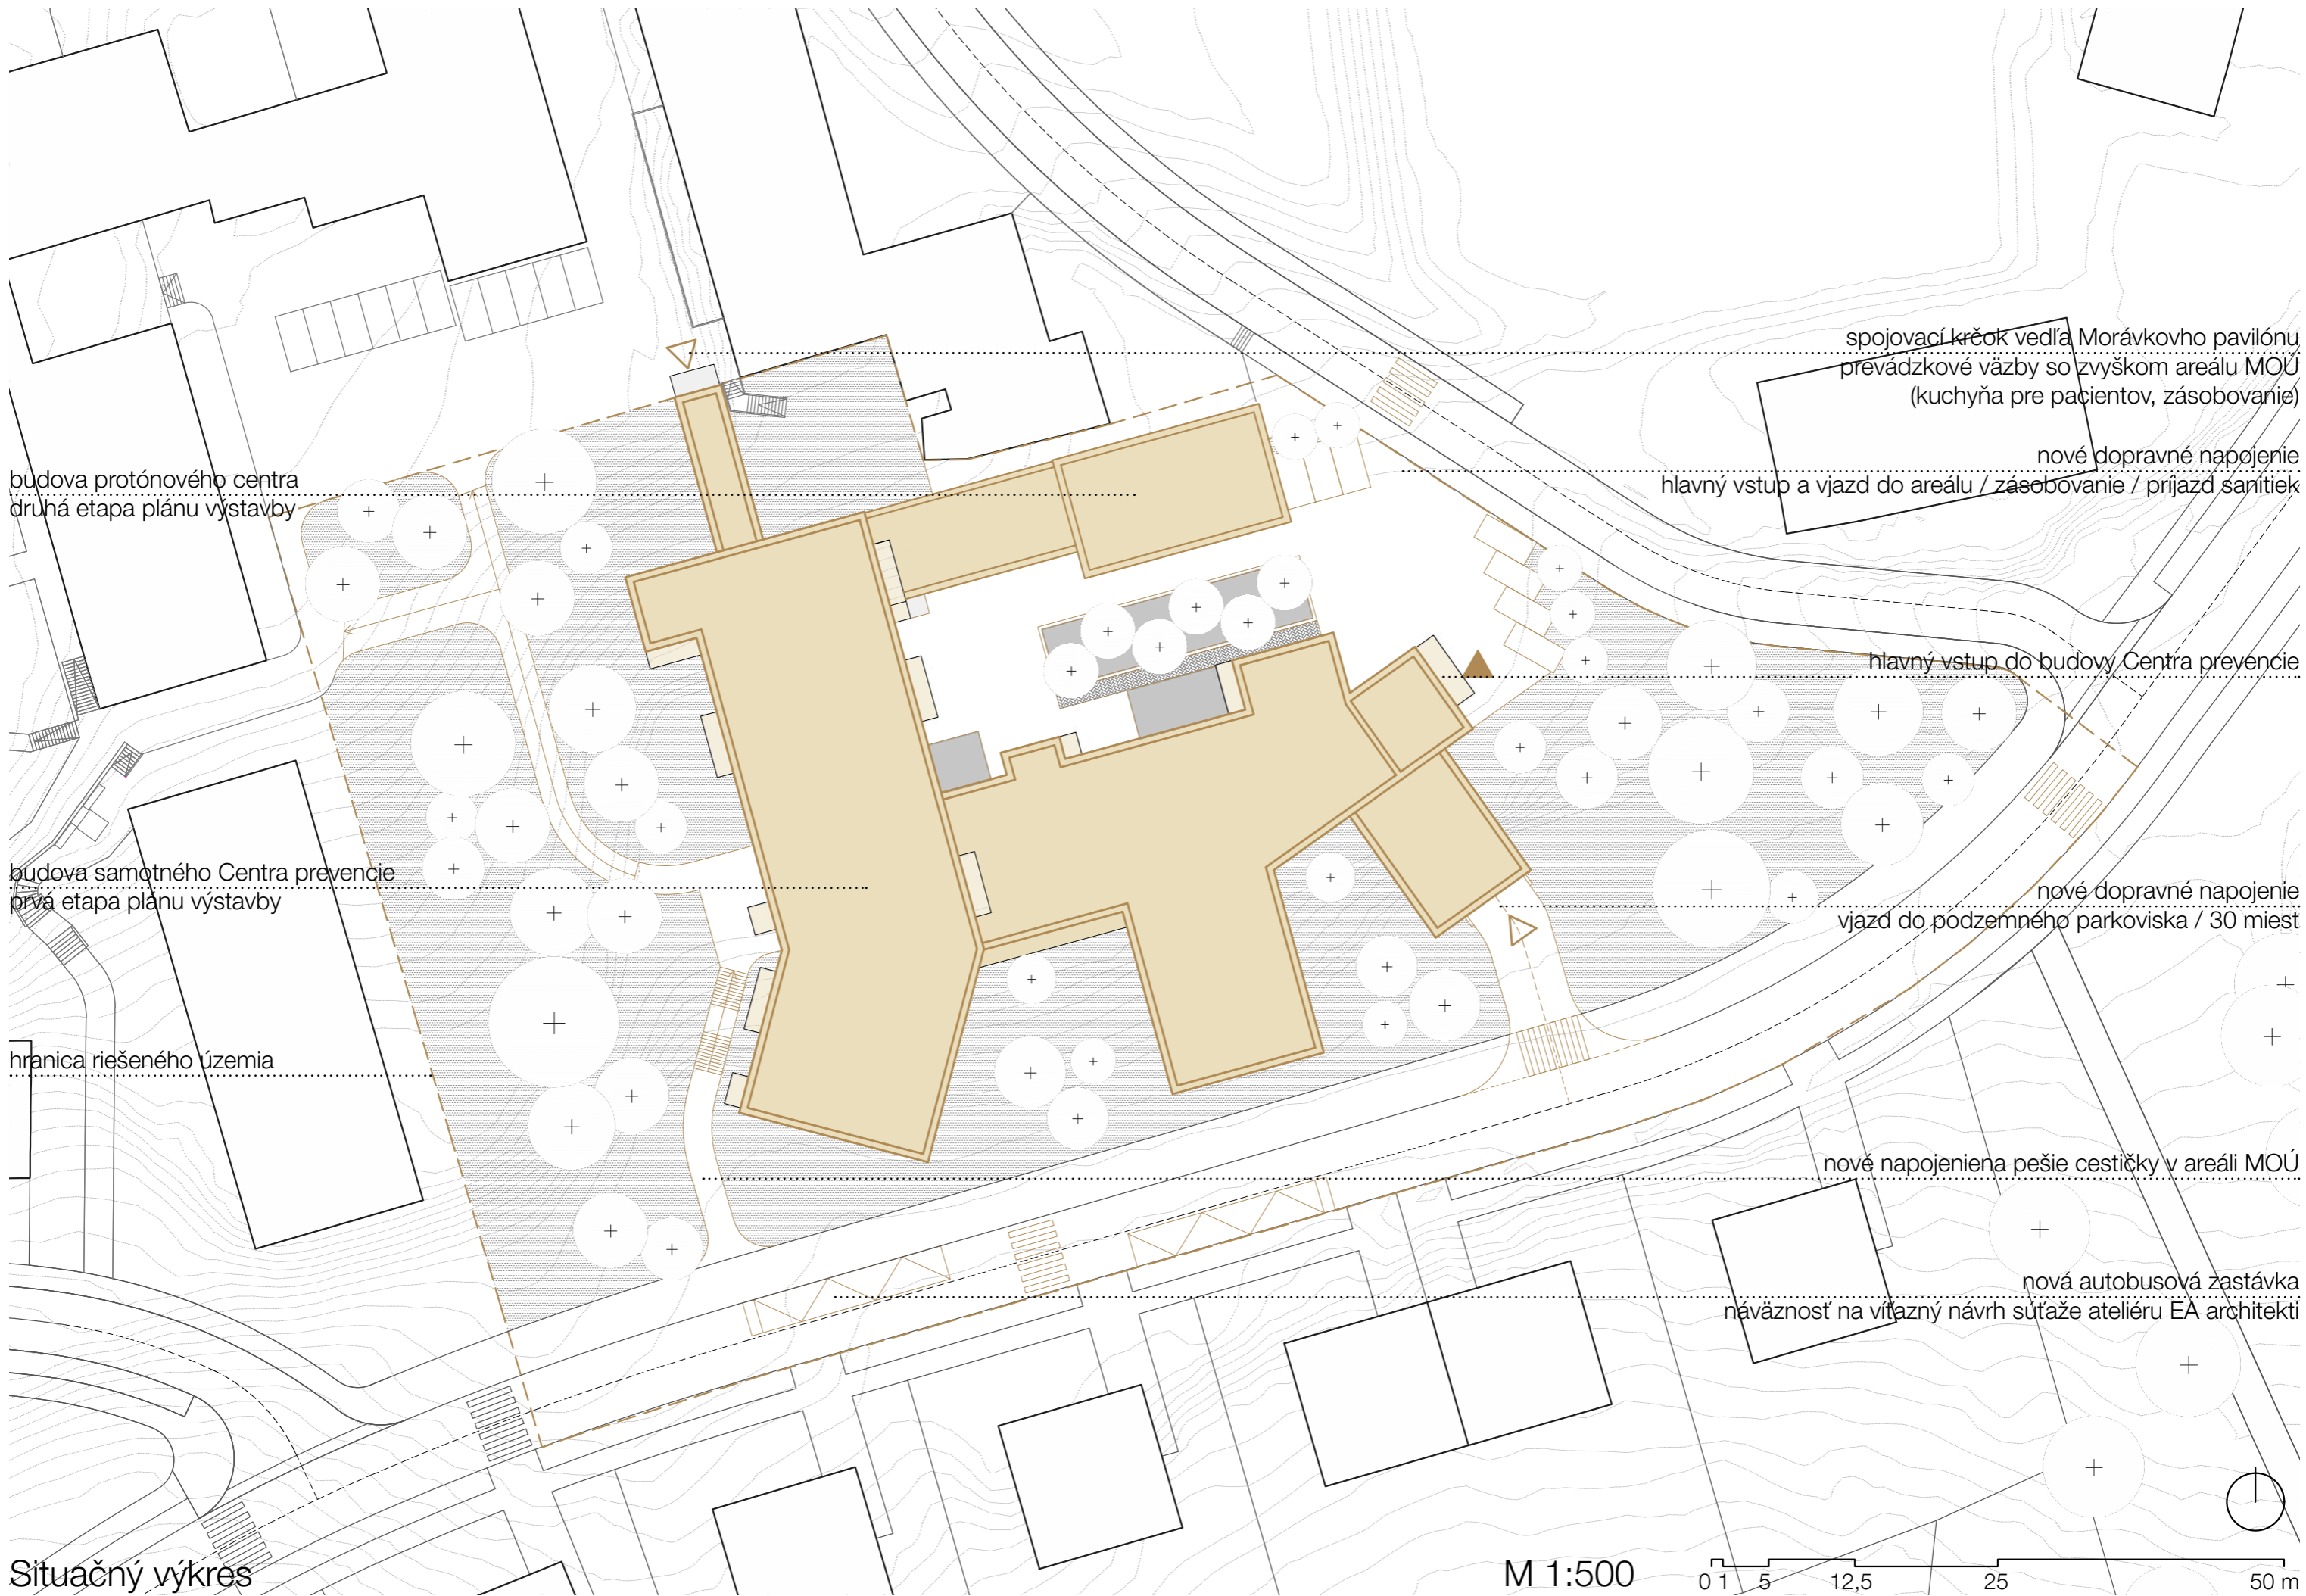 spojovací krčok vedľa Morávkovho pavilónu
prevádzkové väzby so zvyškom areálu MOÚ
(kuchyňa pre pacientov, zásobovanie)
nové dopravné napojenie
hlavný vstup a vjazd do areálu / zásobovanie / príjazd sanitiek
budova protónového centra
druhá etapa plánu výstavby
hlavný vstup do budovy Centra prevencie
budova samotného Centra prevencie
prvá etapa plánu výstavby
nové dopravné napojenie
vjazd do podzemného parkoviska / 30 miest
hranica riešeného územia
nové napojeniena pešie cestičky v areáli MOÚ
nová autobusová zastávka
náväznosť na víťazný návrh súťaže ateliéru EA architekti
Situačný výkres
M 1:500
0 1 5 12,5 25 50 m